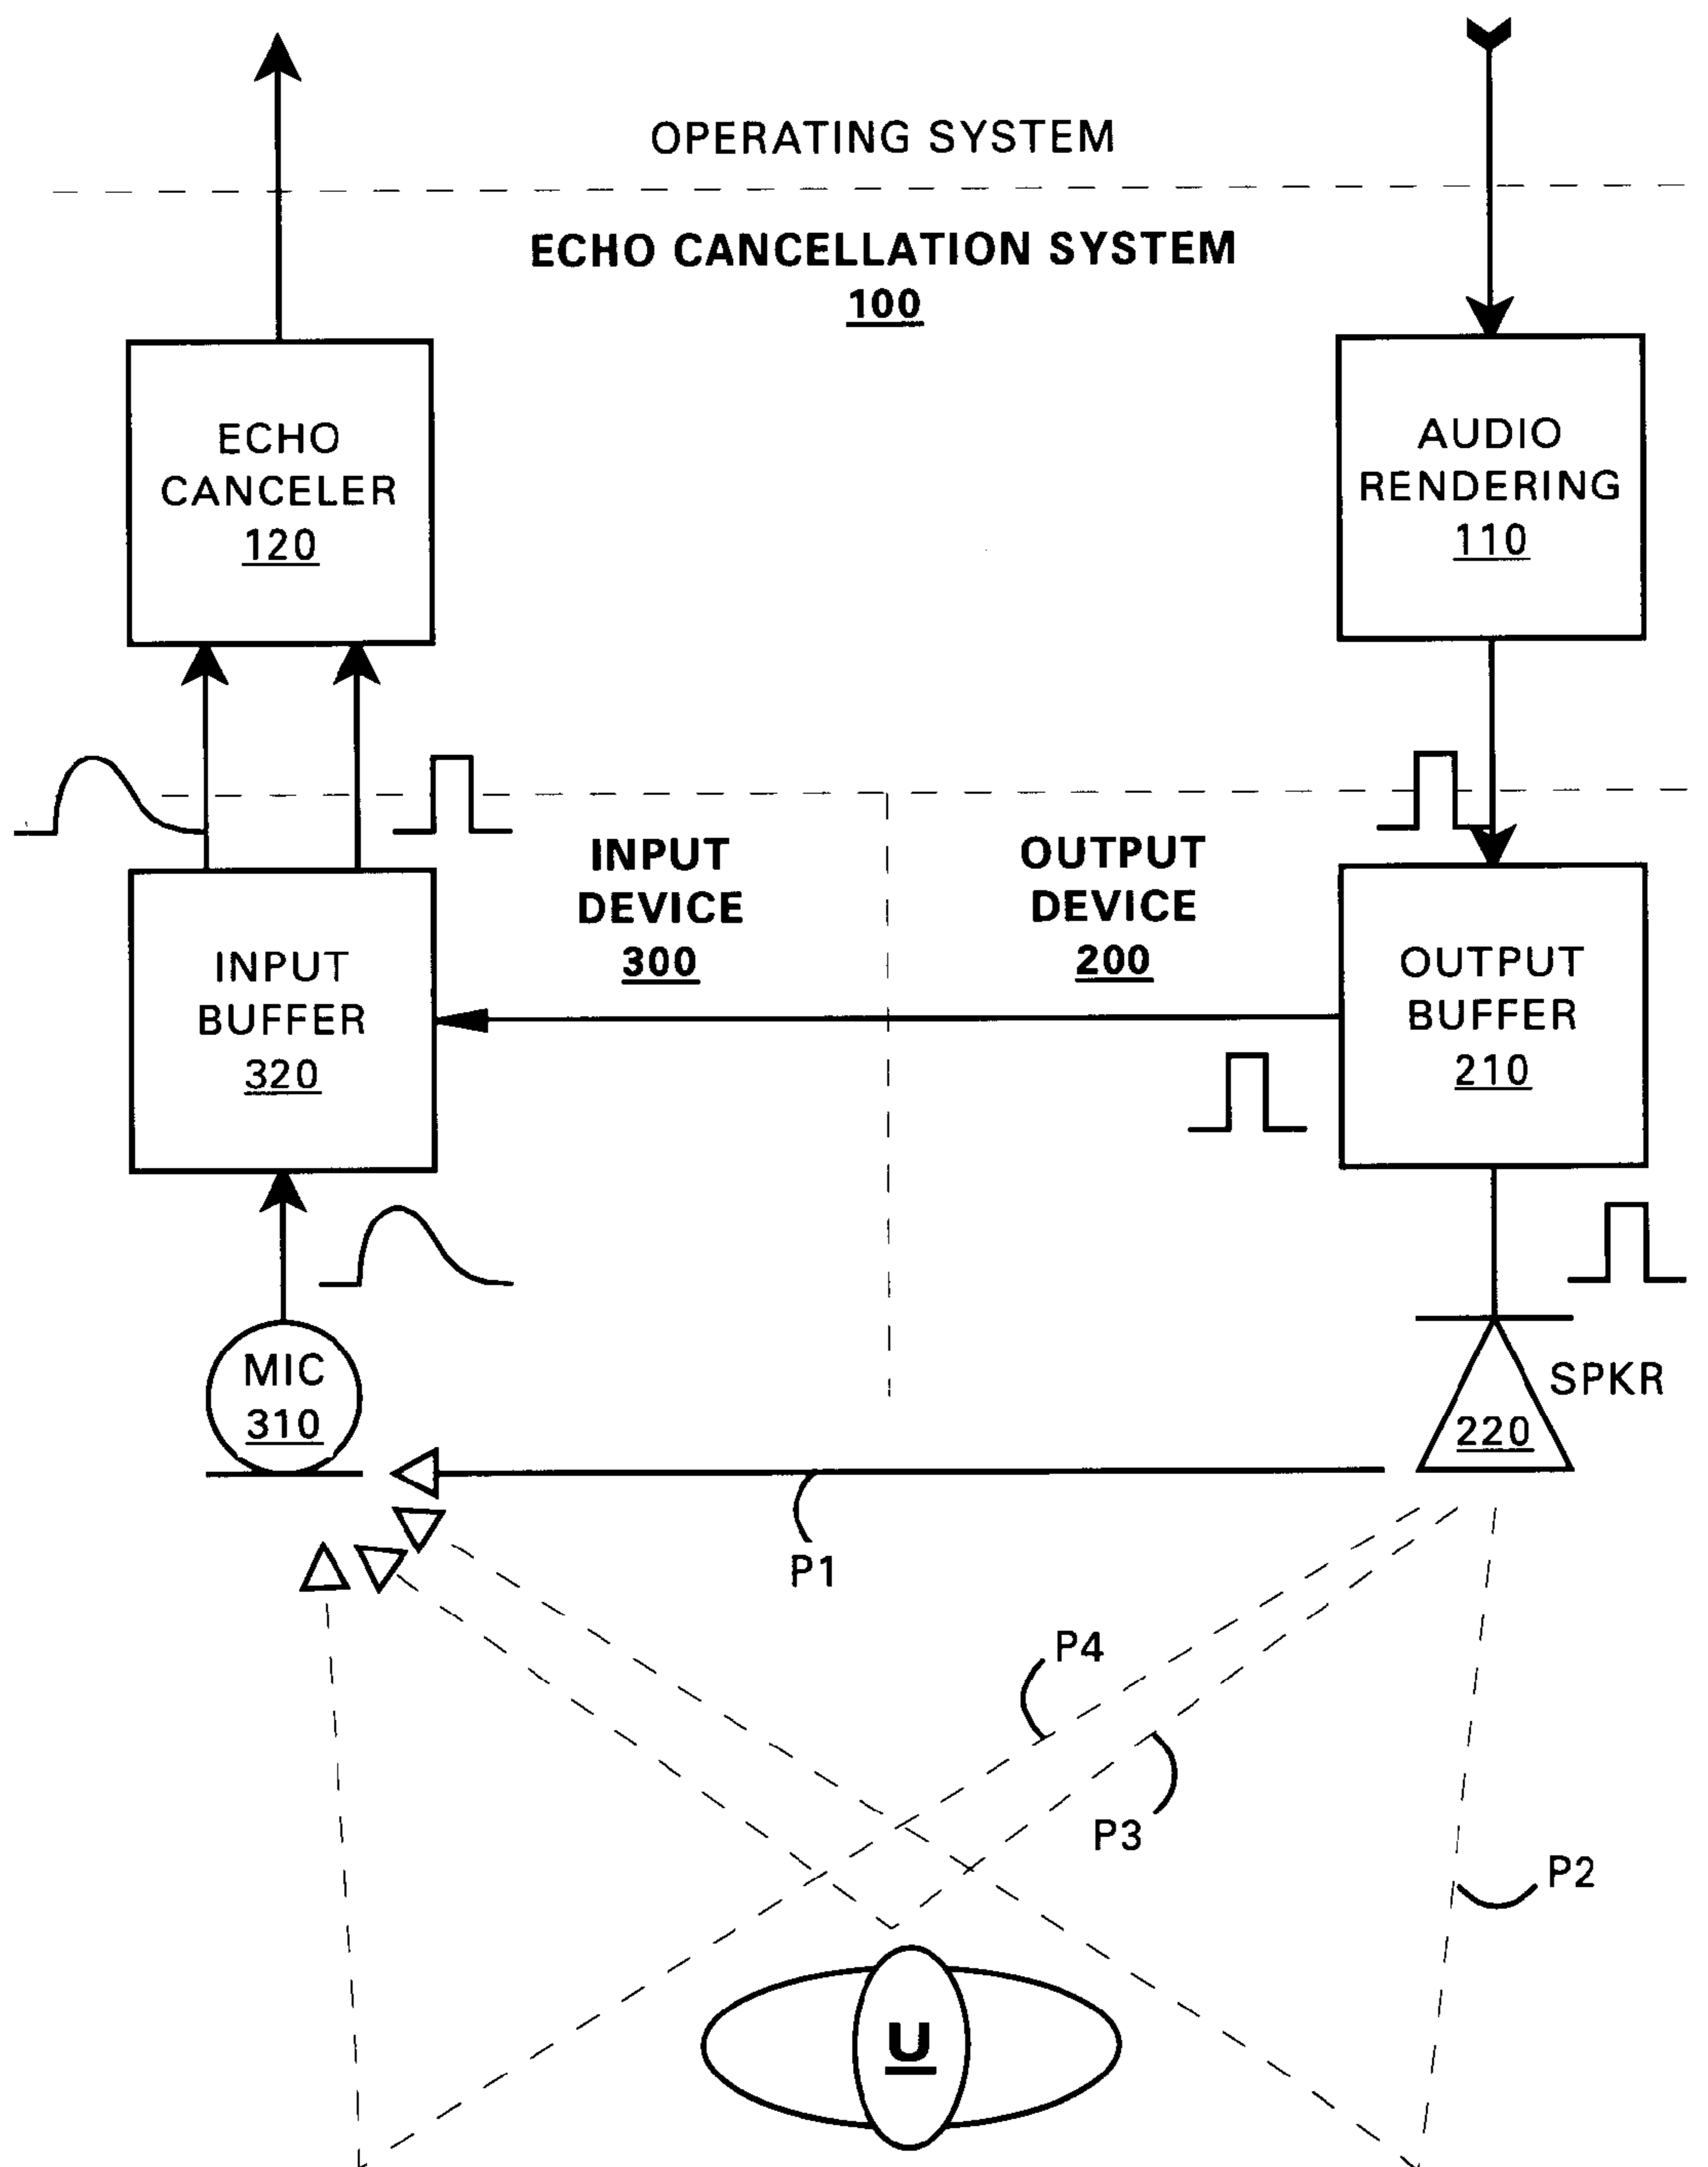 OPERATING SYSTEM
ECHO CANCELLATION SYSTEM
100
ECHO
CANCELER
120
AUDIO
RENDERING
110
INPUT
DEVICE
300
OUTPUT
DEVICE
200
INPUT
BUFFER
320
OUTPUT
BUFFER
210
MIC
310
SPKR
220
P1
P4
P3
P2
U